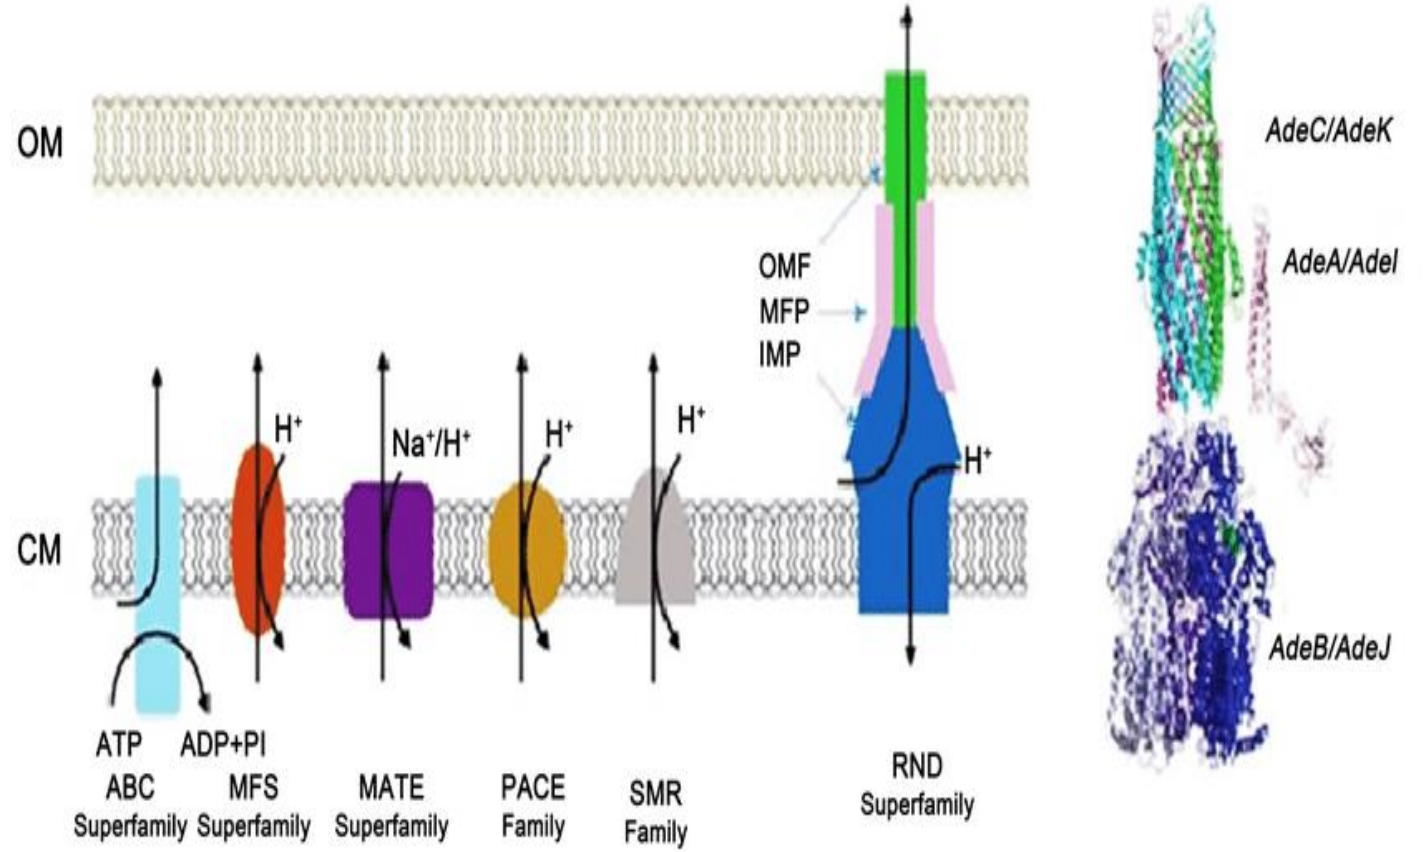 OM
AdeC/AdeK
OMF
MFP
IMP
AdeA/AdeI
H⁺
Na⁺/H⁺
H⁺
H⁺
H⁺
CM
AdeB/AdeJ
ATP
ADP+PI
ABC
Superfamily
MFS
Superfamily
MATE
Superfamily
PACE
Family
SMR
Family
RND
Superfamily